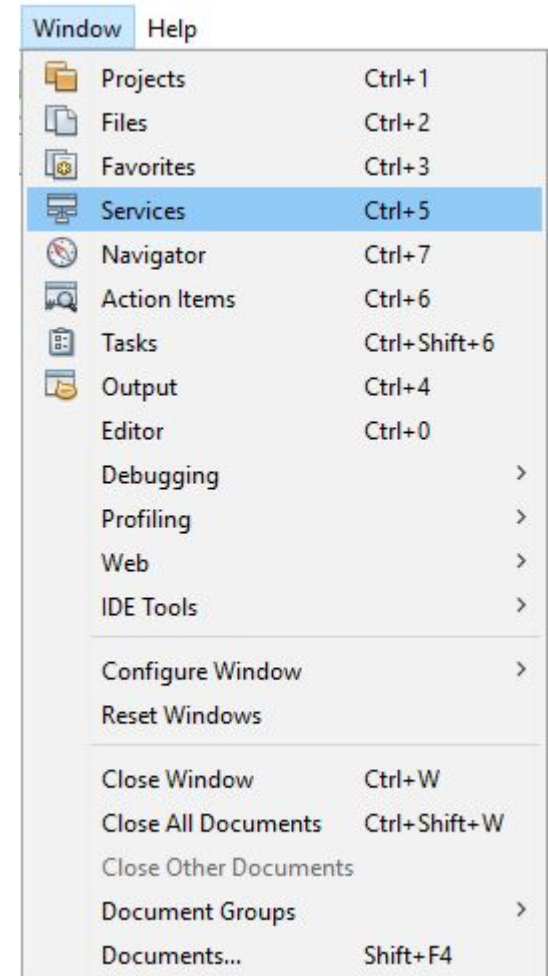 Window Help
Projects Ctrl+1
Files Ctrl+2
Favorites Ctrl+3
Services Ctrl+5
Navigator Ctrl+7
Action Items Ctrl+6
Tasks Ctrl+Shift+6
Output Ctrl+4
Editor Ctrl+0
Debugging
Profiling
Web
IDE Tools
Configure Window
Reset Windows
Close Window Ctrl+W
Close All Documents Ctrl+Shift+W
Close Other Documents
Document Groups
Documents... Shift+F4